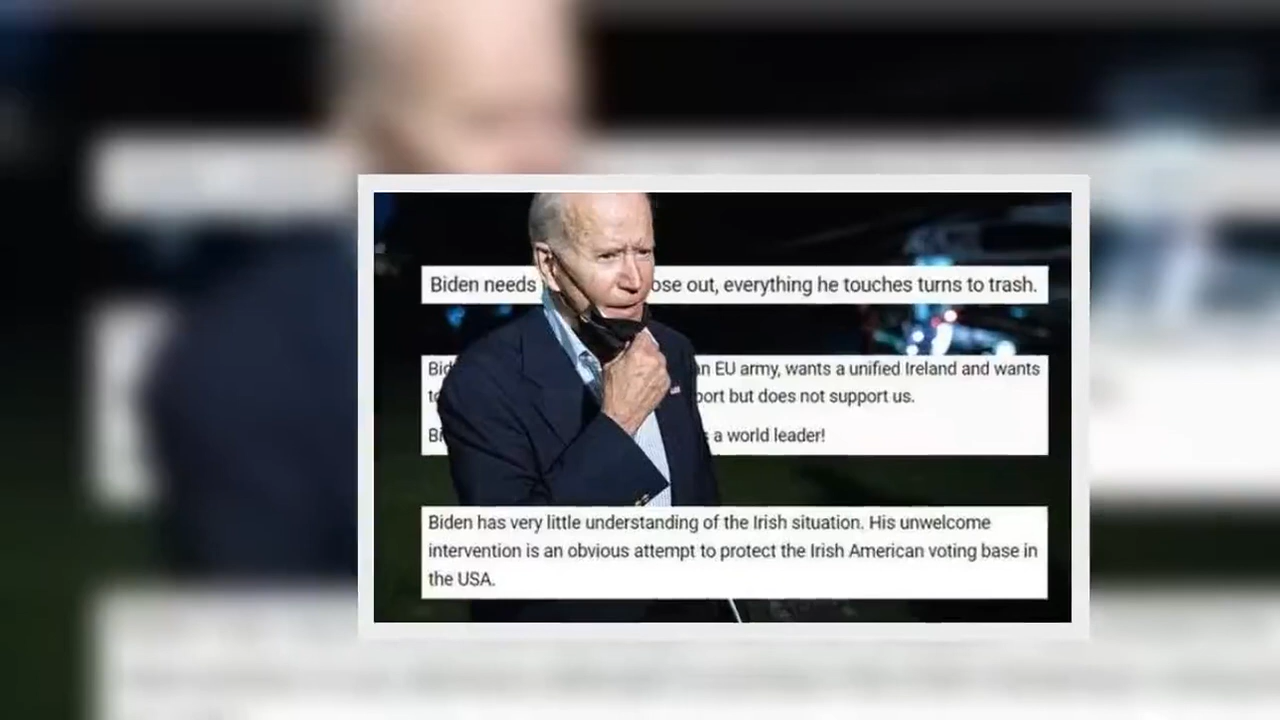 Biden needs ose out, everything he touches turns to trash.
Bid n EU army, wants a unified Ireland and wants
to port but does not support us.
Bi s a world leader!
Biden has very little understanding of the Irish situation. His unwelcome
intervention is an obvious attempt to protect the Irish American voting base in
the USA.